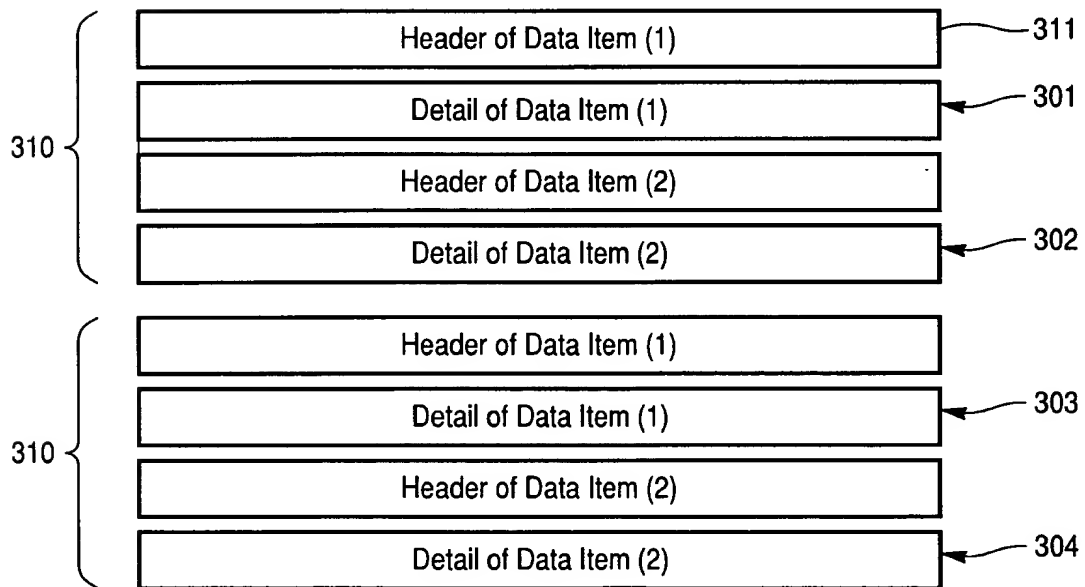 Header of Data Item (1) 311
Detail of Data Item (1) 301
310
Header of Data Item (2)
Detail of Data Item (2) 302
Header of Data Item (1)
Detail of Data Item (1) 303
310
Header of Data Item (2)
Detail of Data Item (2) 304